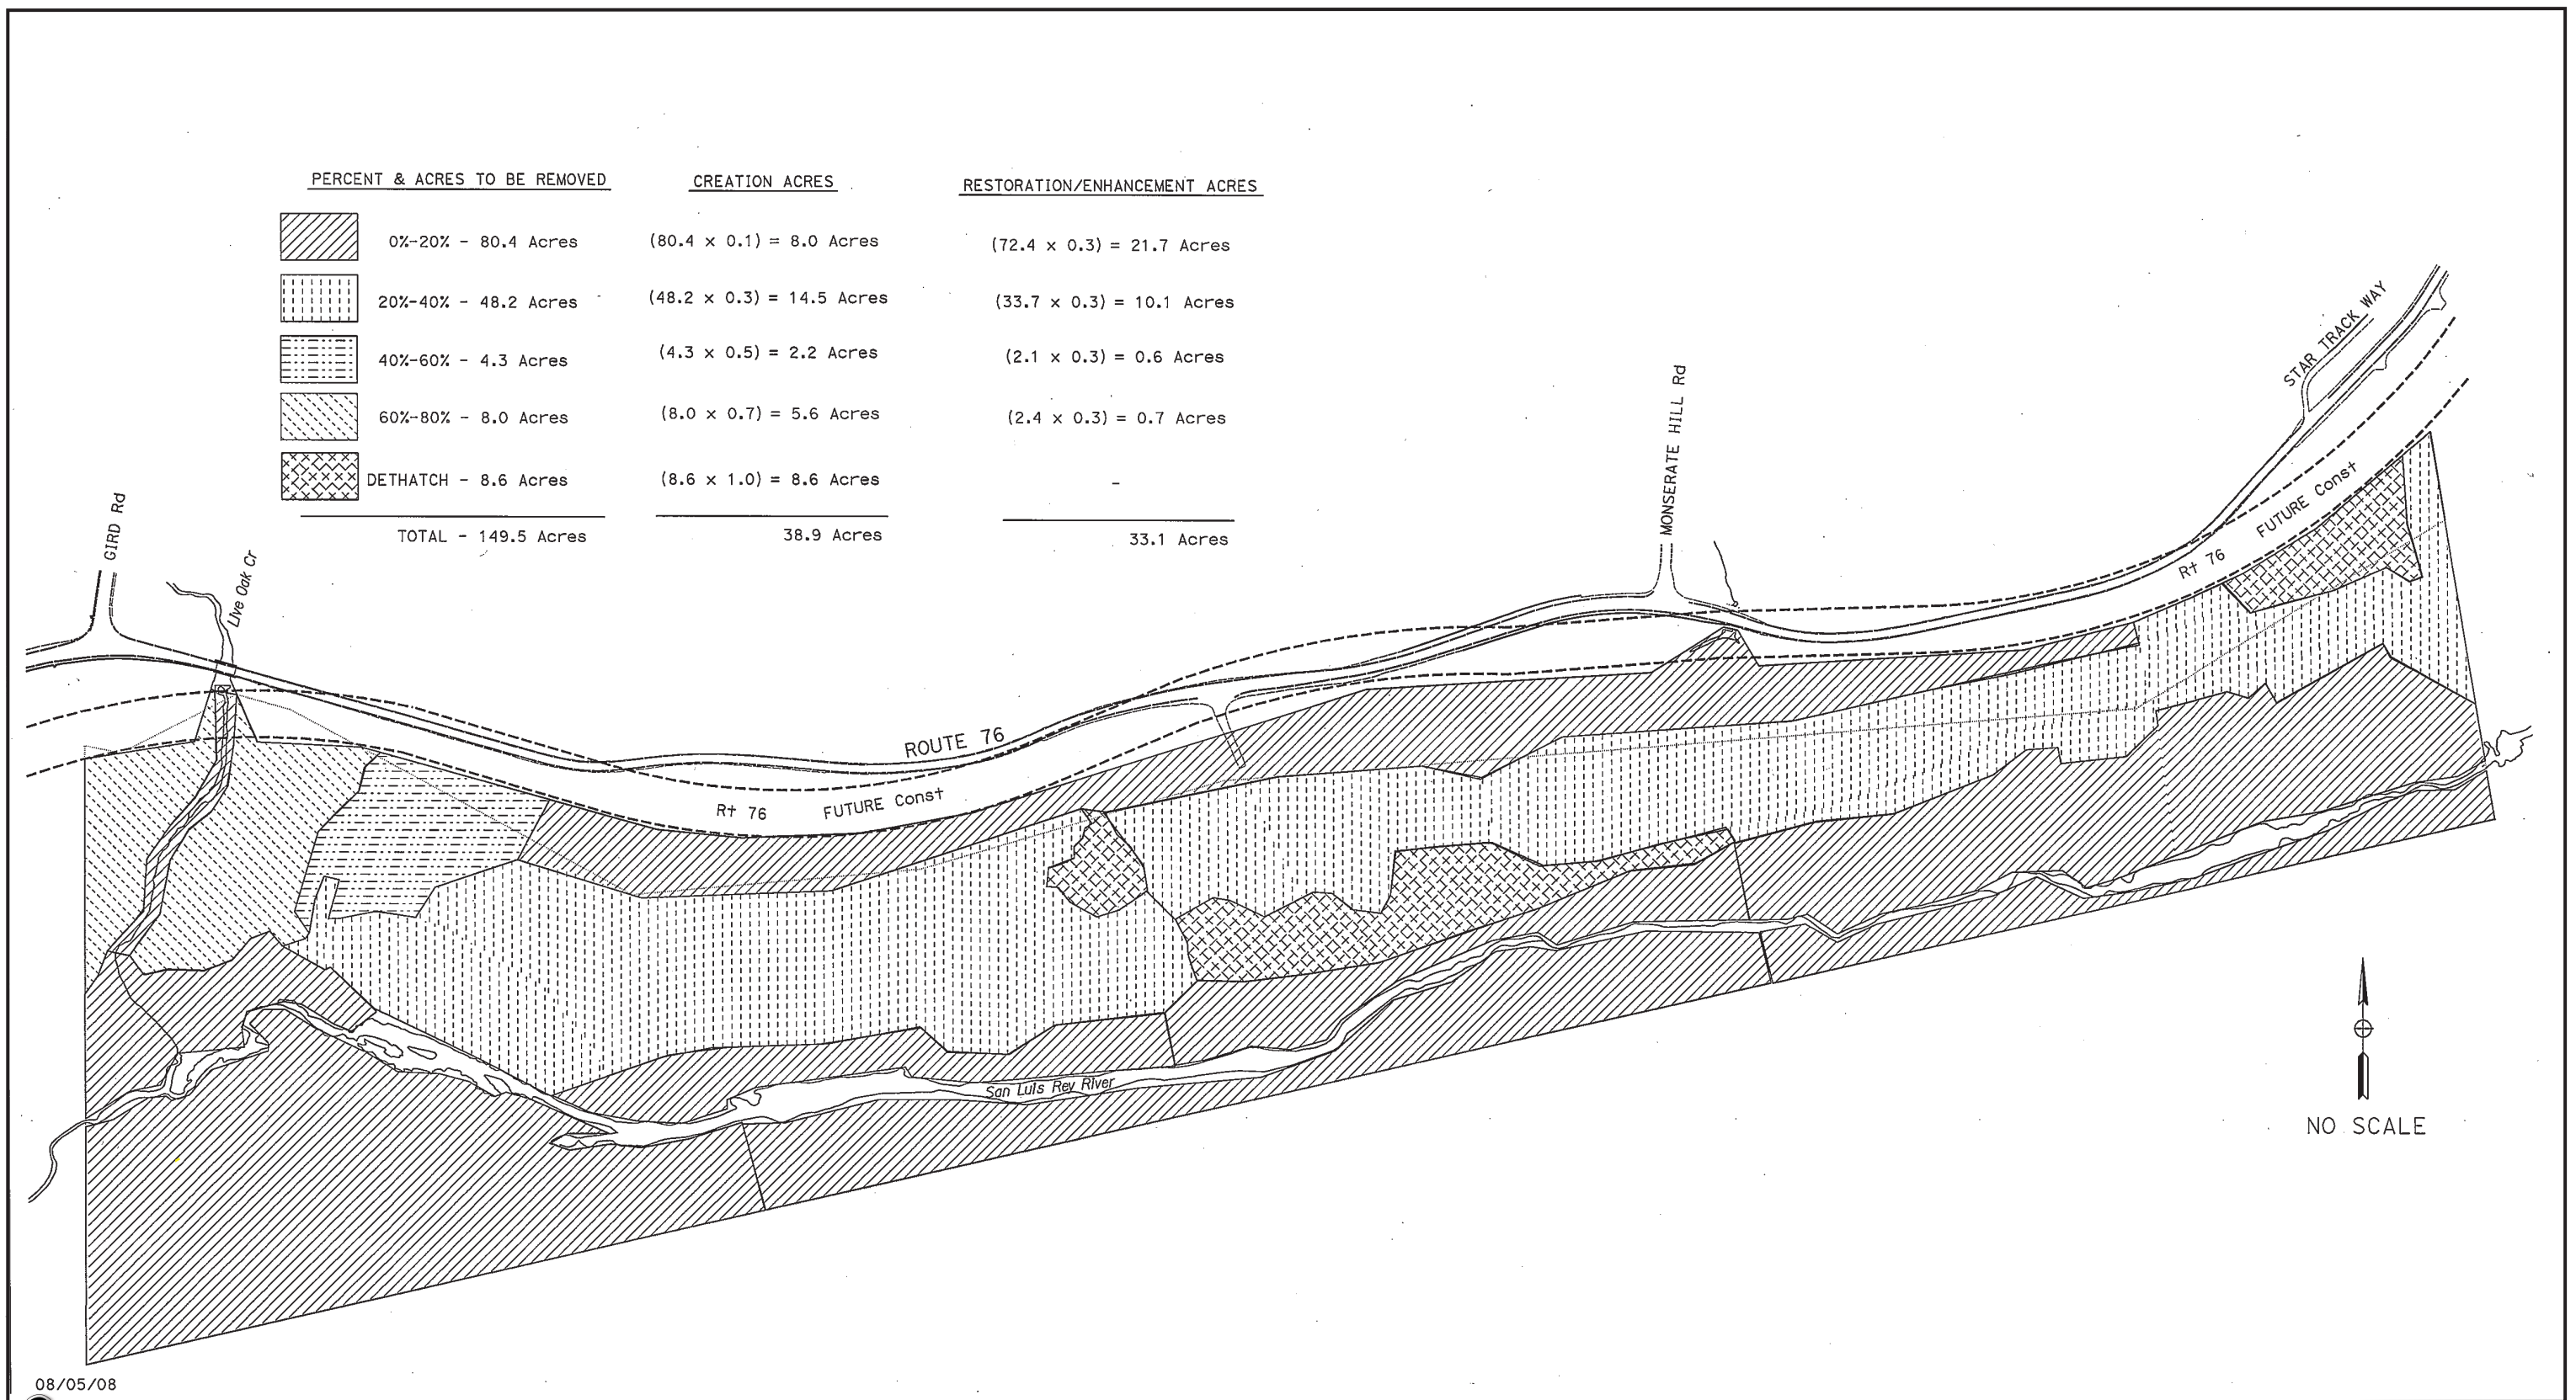 PERCENT & ACRES TO BE REMOVED CREATION ACRES RESTORATION/ENHANCEMENT ACRES
0%-20% - 80.4 Acres (80.4 x 0.1) = 8.0 Acres (72.4 x 0.3) = 21.7 Acres
20%-40% - 48.2 Acres (48.2 x 0.3) = 14.5 Acres (33.7 x 0.3) = 10.1 Acres
40%-60% - 4.3 Acres (4.3 x 0.5) = 2.2 Acres (2.1 x 0.3) = 0.6 Acres
60%-80% - 8.0 Acres (8.0 x 0.7) = 5.6 Acres (2.4 x 0.3) = 0.7 Acres
DETHATCH - 8.6 Acres (8.6 x 1.0) = 8.6 Acres -
TOTAL - 149.5 Acres 38.9 Acres 33.1 Acres
STAR TRACK WAY
MONSERATE HILL Rd
GIRD Rd
Live Oak Cr
FUTURE Const
Rt 76
ROUTE 76
Rt 76 FUTURE Const
San Luis Rey River
NO SCALE
08/05/08